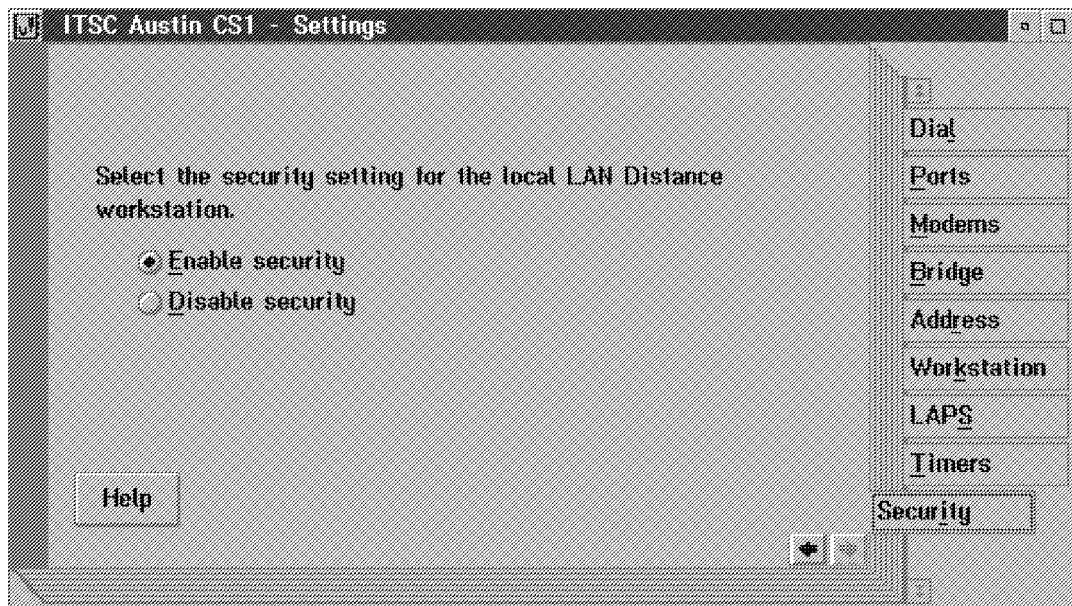 ITSC Austin CS1 - Settings
Select the security setting for the local LAN Distance
workstation.
Enable security
Disable security
Help
Dial
Ports
Modems
Bridge
Address
Workstation
LAPS
Timers
Security